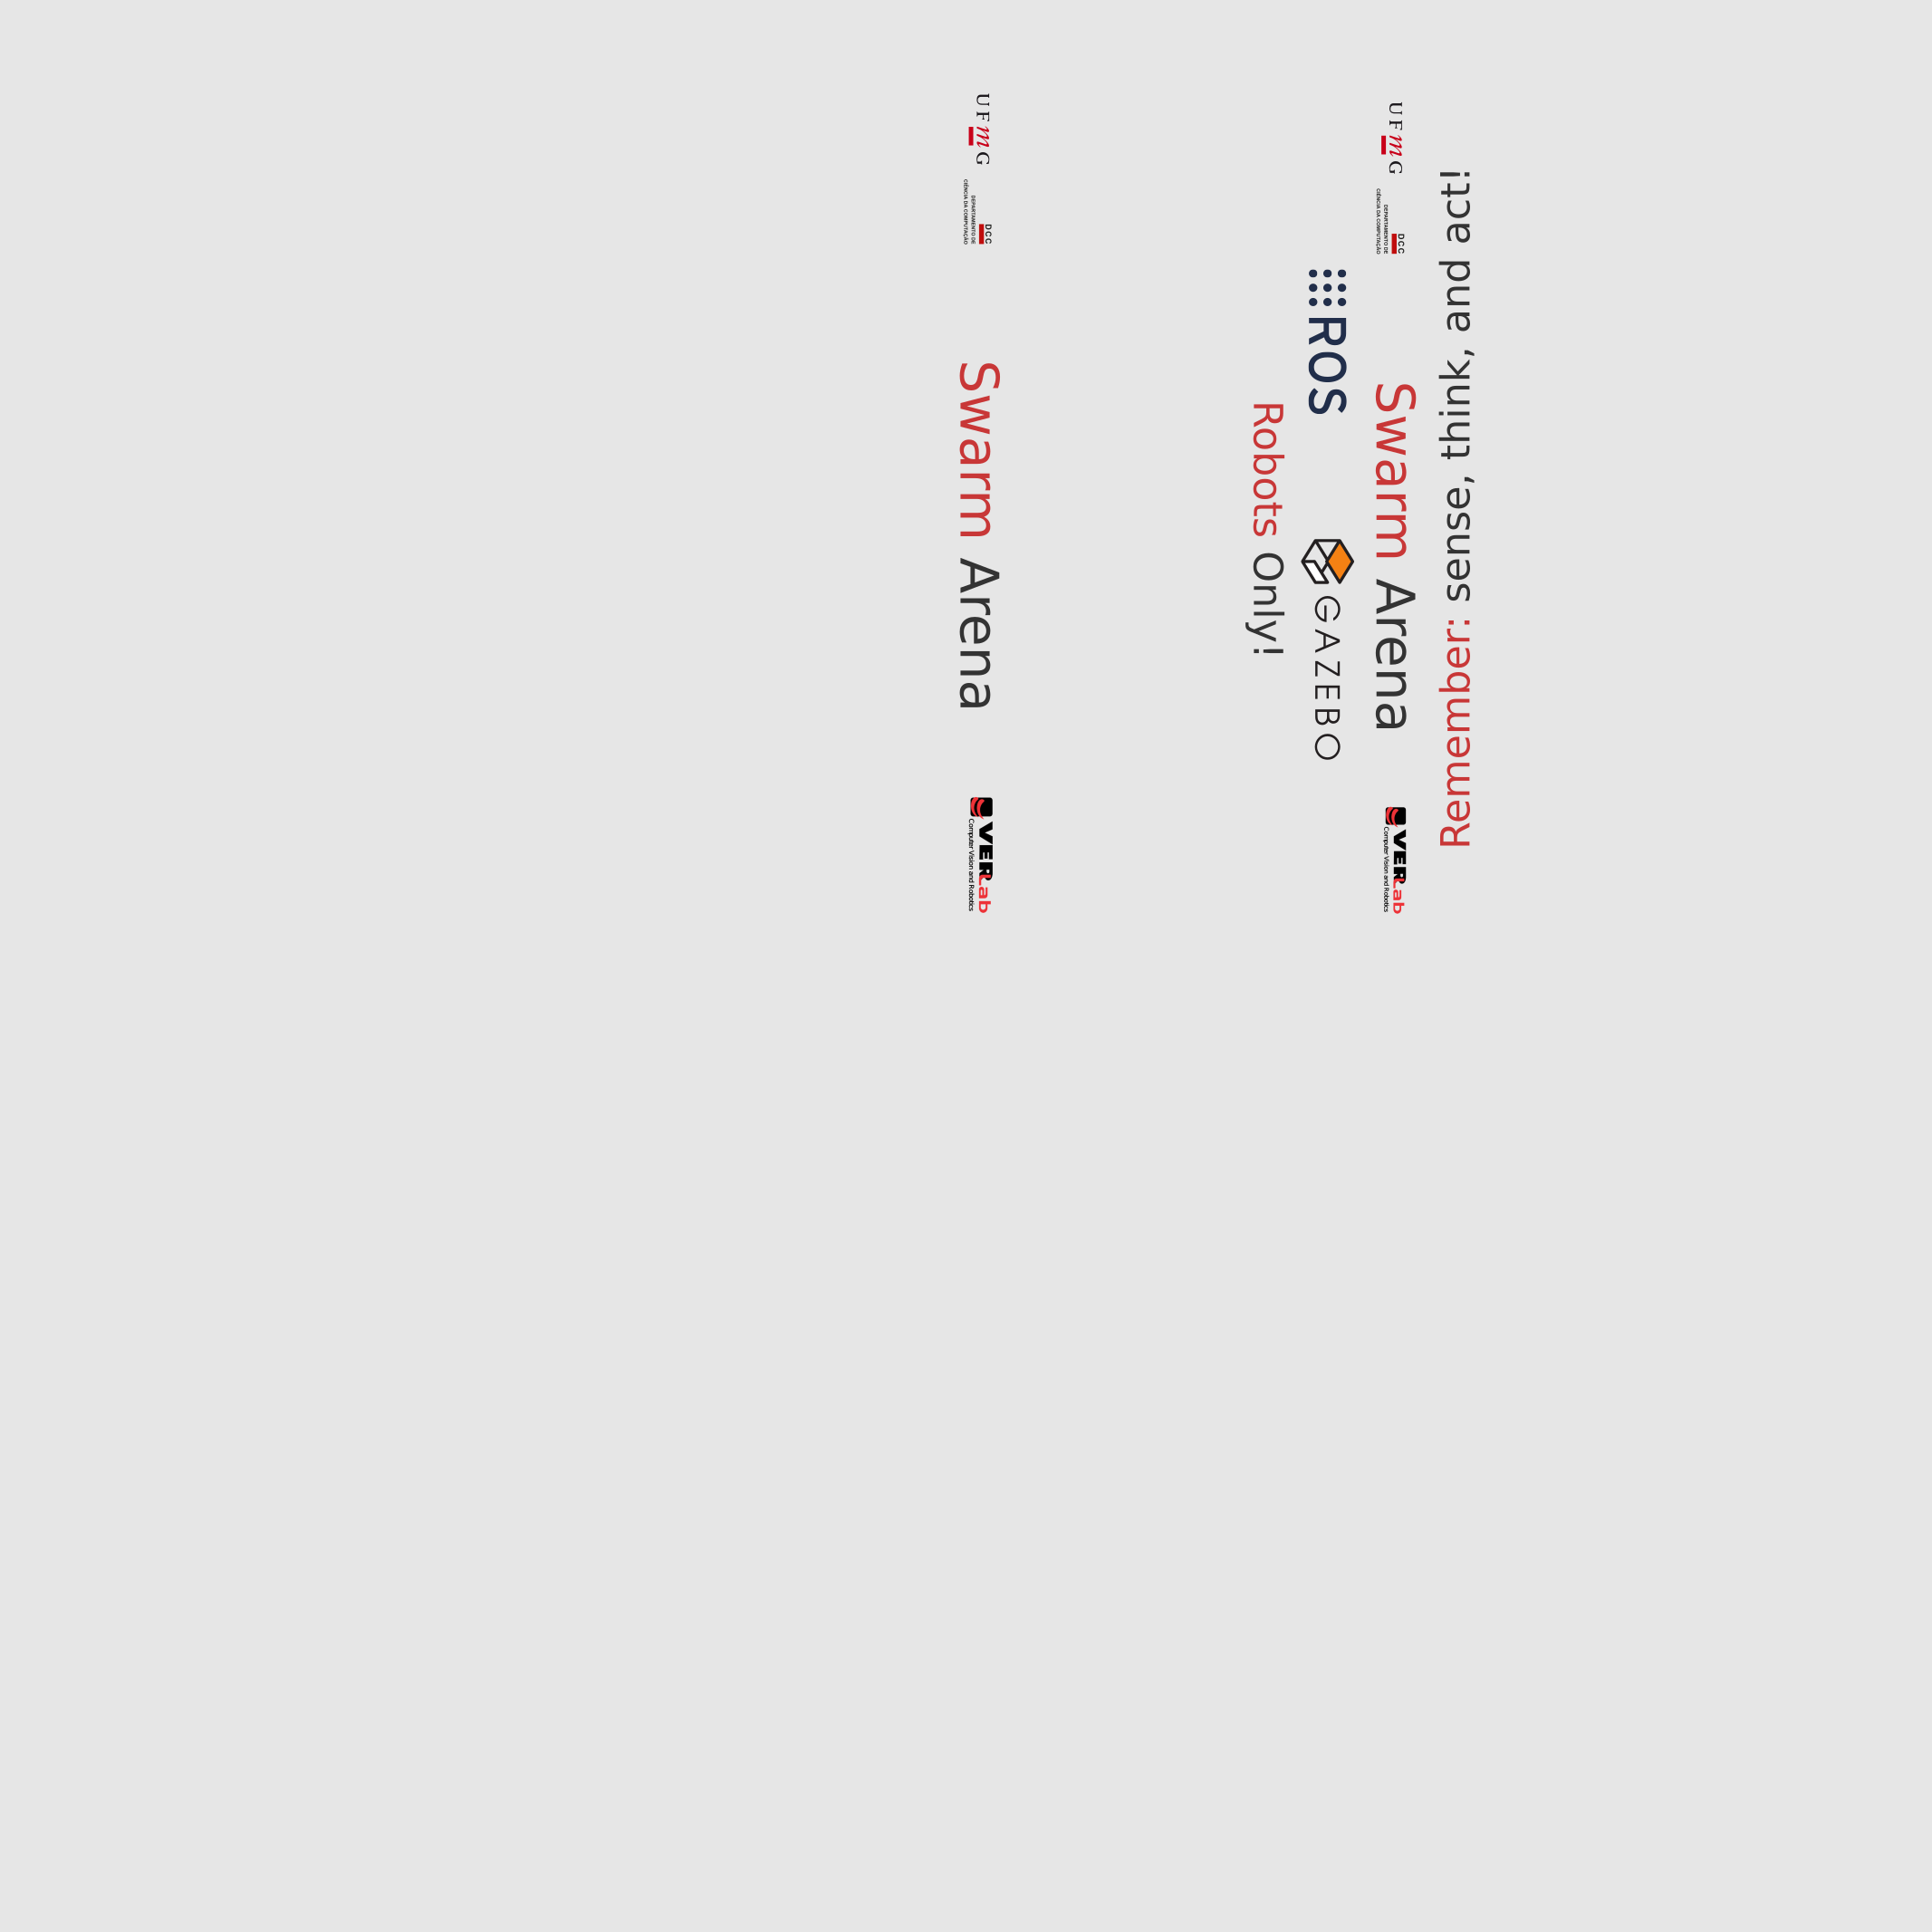 UFmG
DCC
DEPARTAMENTO DE
CIÊNCIA DA COMPUTAÇÃO
Swarm Arena
VERLab
Computer Vision and Robotics
Robots Only!
ROS
GAZEBO
UFmG
DCC
DEPARTAMENTO DE
CIÊNCIA DA COMPUTAÇÃO
Swarm Arena
VERLab
Computer Vision and Robotics
Remember: sense, think, and act!